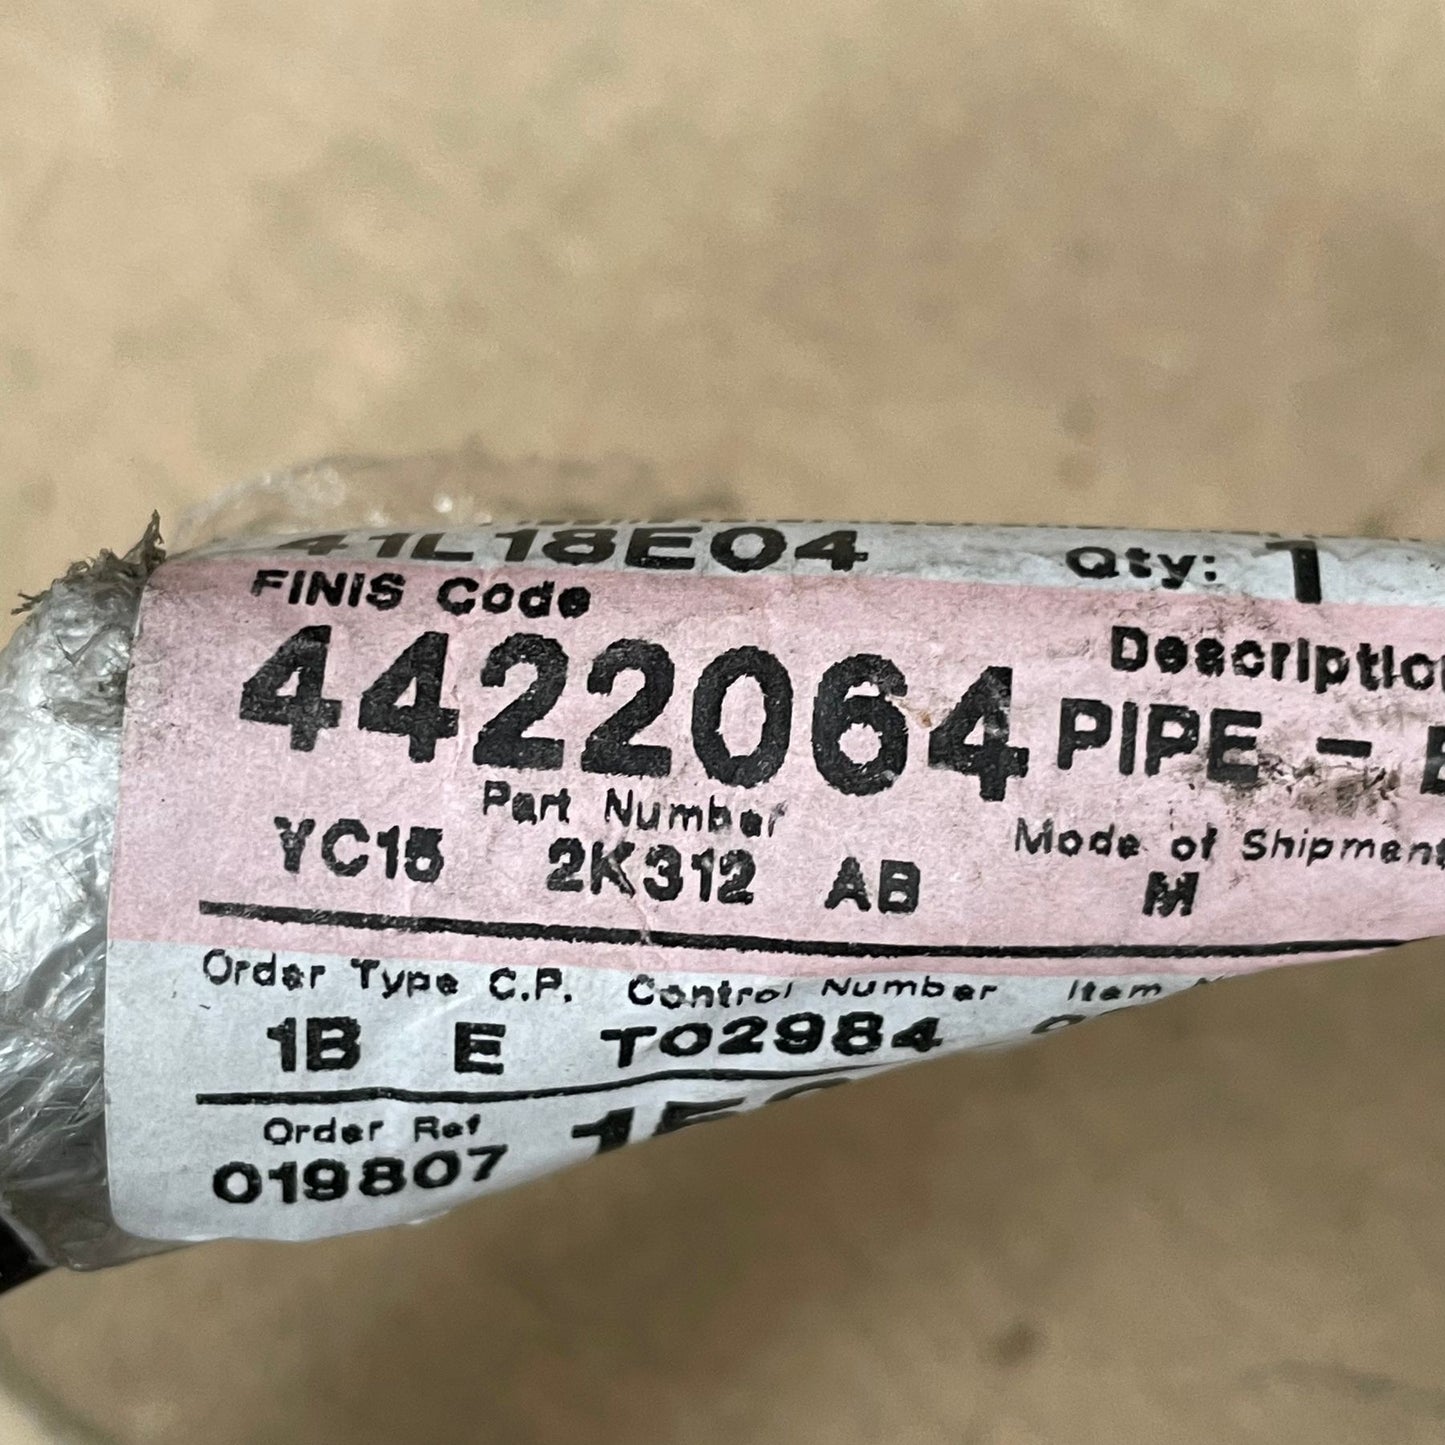 41L18E04 Qty: 1
FINIS Code Description
4422064 PIPE -
Part Number Mode of Shipment
YC15 2K312 AB M
Order Type C.P. Control Number Item
1B E T02984
Order Ref
019807